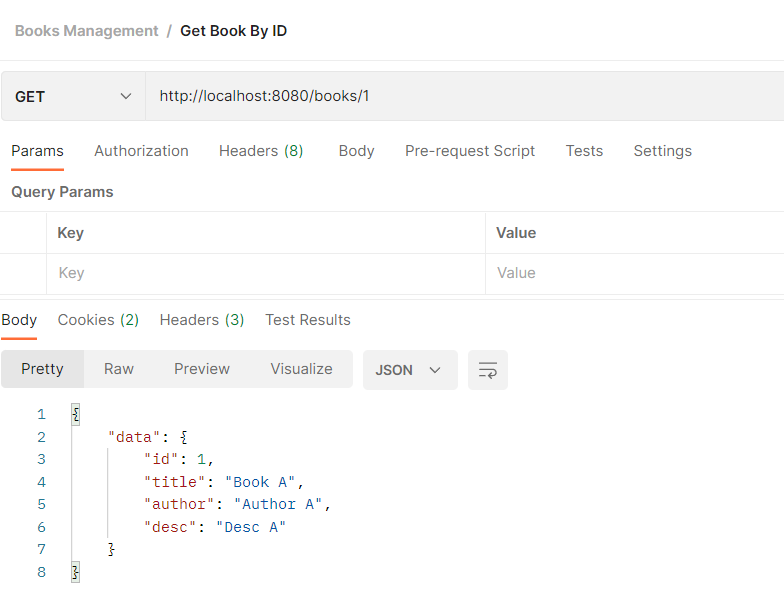 Books Management / Get Book By ID
GET http://localhost:8080/books/1
Params Authorization Headers (8) Body Pre-request Script Tests Settings
Query Params
Key Value
Key Value
Body Cookies (2) Headers (3) Test Results
Pretty Raw Preview Visualize JSON
1 {
2 "data": {
3 "id": 1,
4 "title": "Book A",
5 "author": "Author A",
6 "desc": "Desc A"
7 }
8 }